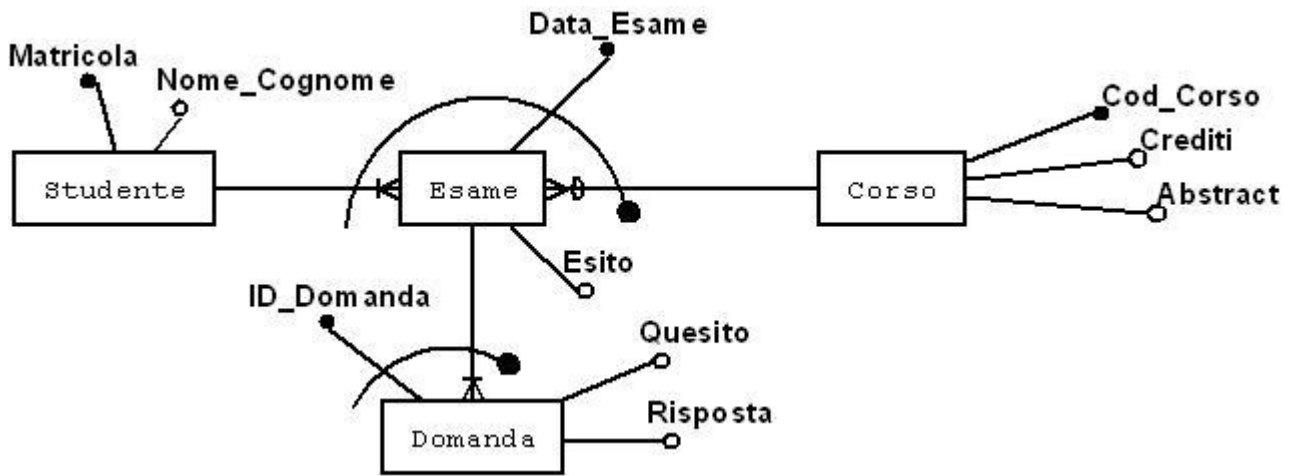 Data_Esame
Matricola
Nome_Cognome
Cod_Corso
Crediti
Studente
Esame
Corso
Abstract
Esito
ID_Domanda
Quesito
Risposta
Domanda